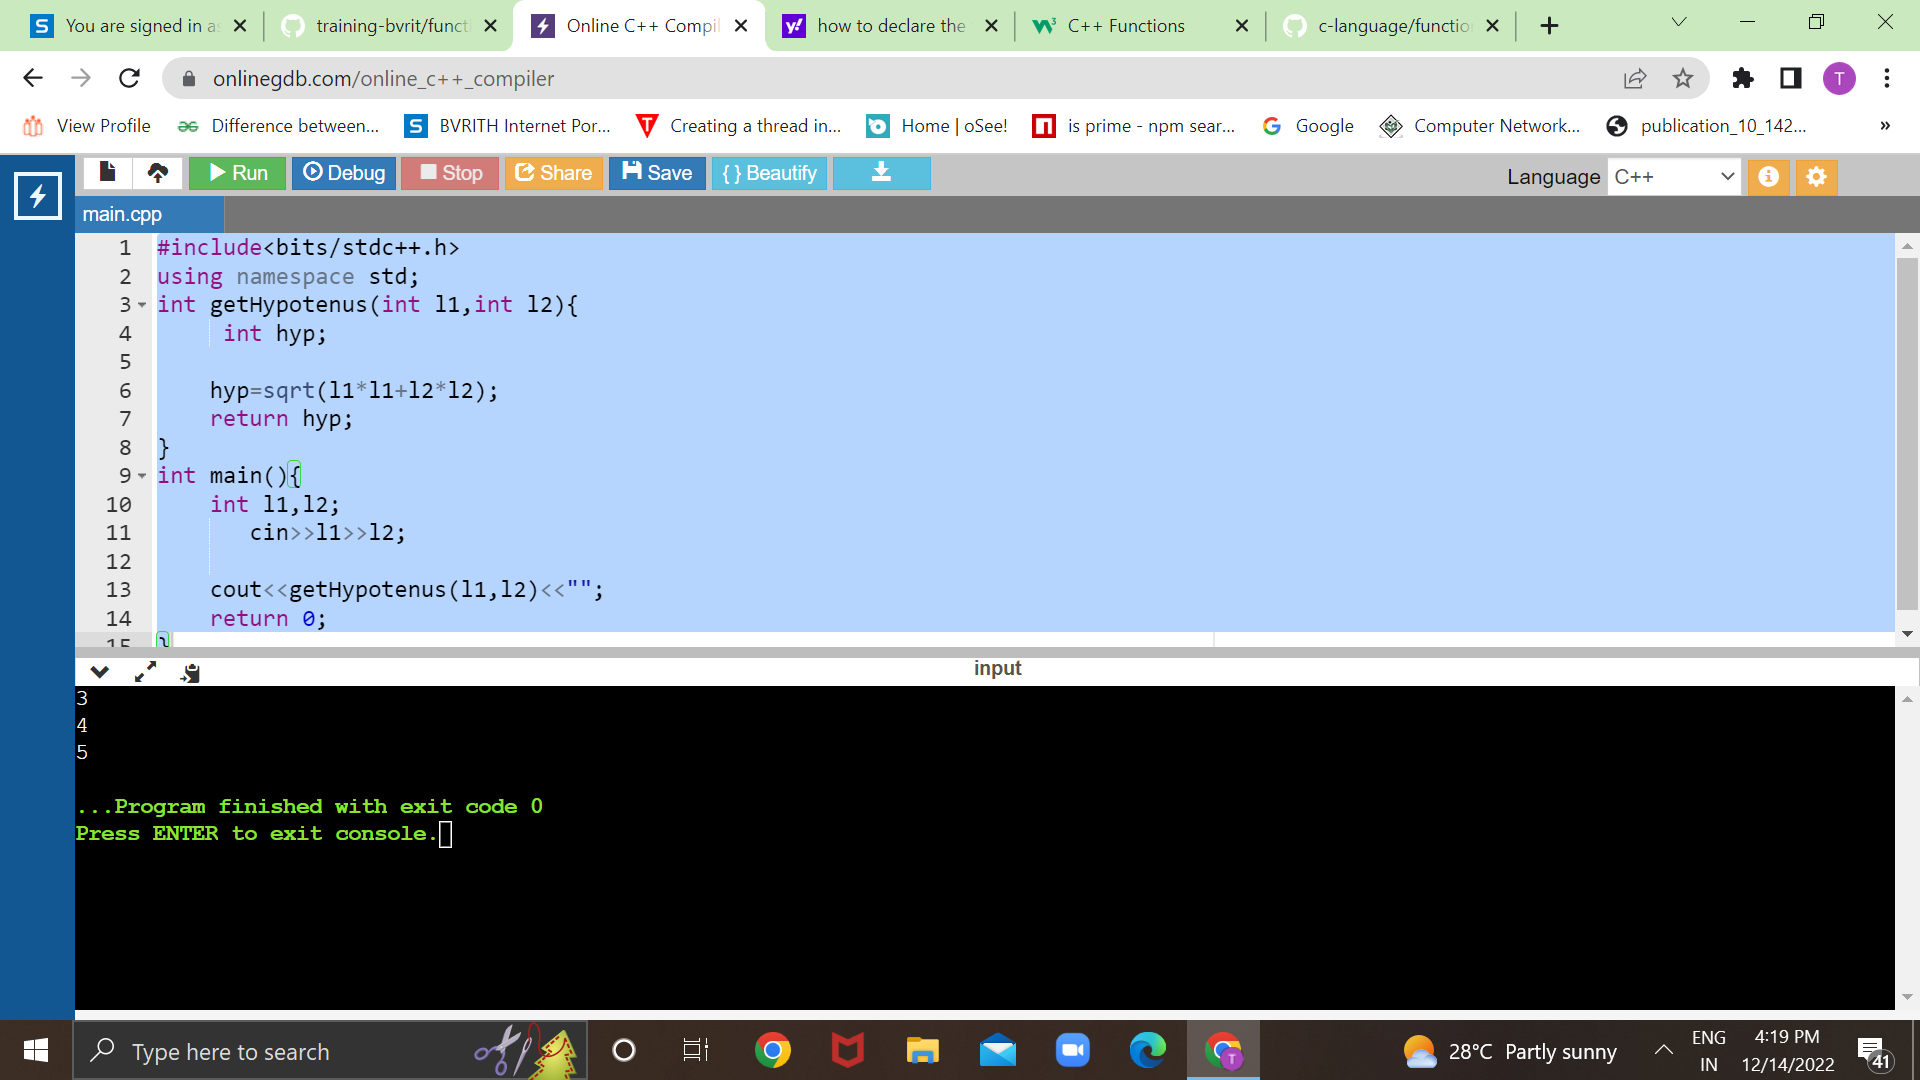 You are signed in as
training-bvrit/functi
Online C++ Compil
how to declare the
C++ Functions
c-language/functio
onlinegdb.com/online_c++_compiler
T
View Profile
Difference between...
BVRITH Internet Por...
Creating a thread in...
Home | oSee!
is prime - npm sear...
Google
Computer Network...
publication_10_142...
»
Run
Debug
Stop
Share
Save
{ } Beautify
Language C++
main.cpp
1 #include<bits/stdc++.h>
2 using namespace std;
3 int getHypotenus(int l1,int l2){
4 int hyp;
5
6 hyp=sqrt(l1*l1+l2*l2);
7 return hyp;
8 }
9 int main(){
10 int l1,l2;
11 cin>>l1>>l2;
12
13 cout<<getHypotenus(l1,l2)<<"";
14 return 0;
15 }
input
3
4
5
...Program finished with exit code 0
Press ENTER to exit console.
Type here to search
28°C Partly sunny
ENG
IN
4:19 PM
12/14/2022
41